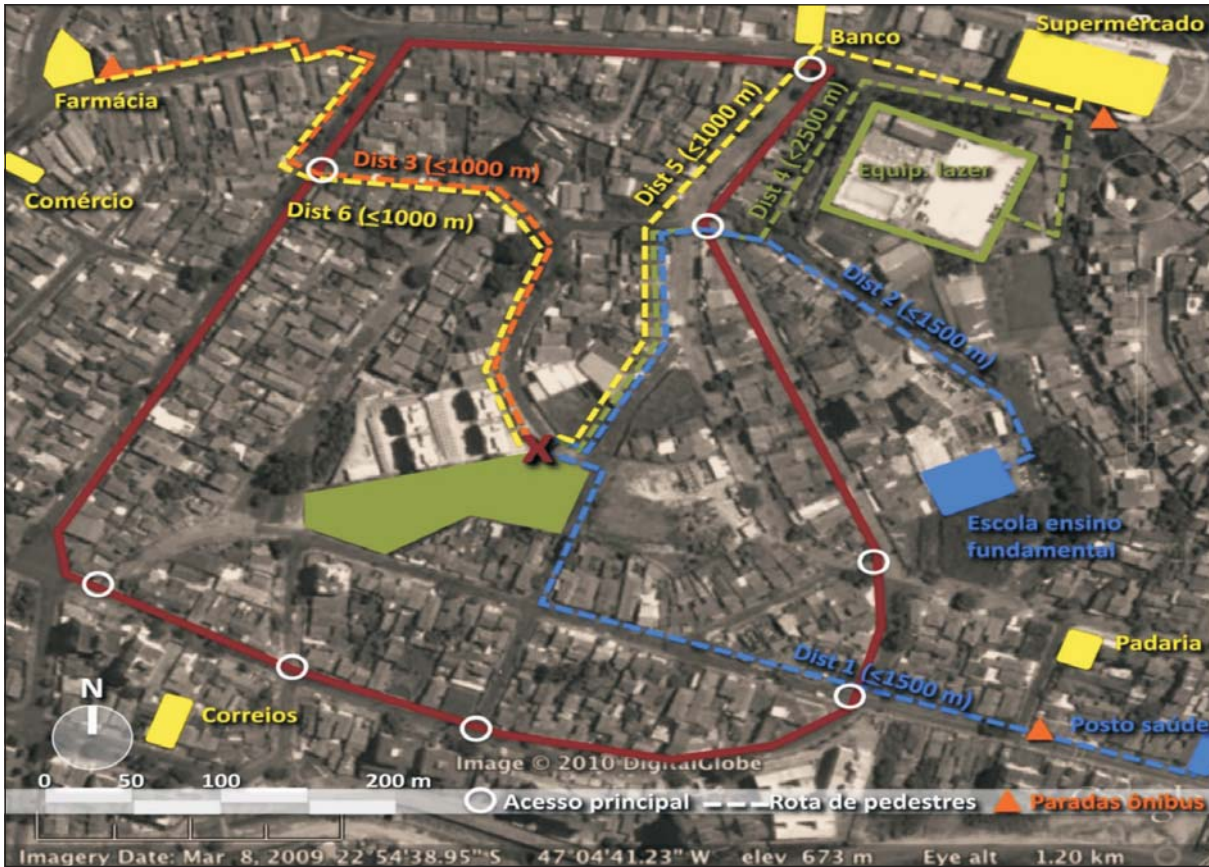 Banco
Supermercado
Farmácia
Comércio
Dist 3 (≤1000 m)
Dist 6 (≤1000 m)
Dist 5 (≤1000 m)
Dist 4 (<2500 m)
Equip. lazer
Dist 2 (≤1500 m)
Escola ensino
fundamental
Dist 1 (≤1500 m)
Padaria
Posto saúde
Correios
N
X
Image © 2010 DigitalGlobe
0 50 100 200 m
Acesso principal
Rota de pedestres
Paradas ônibus
Imagery Date: Mar 8, 2009 22°54'38.95" S 47°04'41.23" W elev 673 m Eye alt 1.20 km